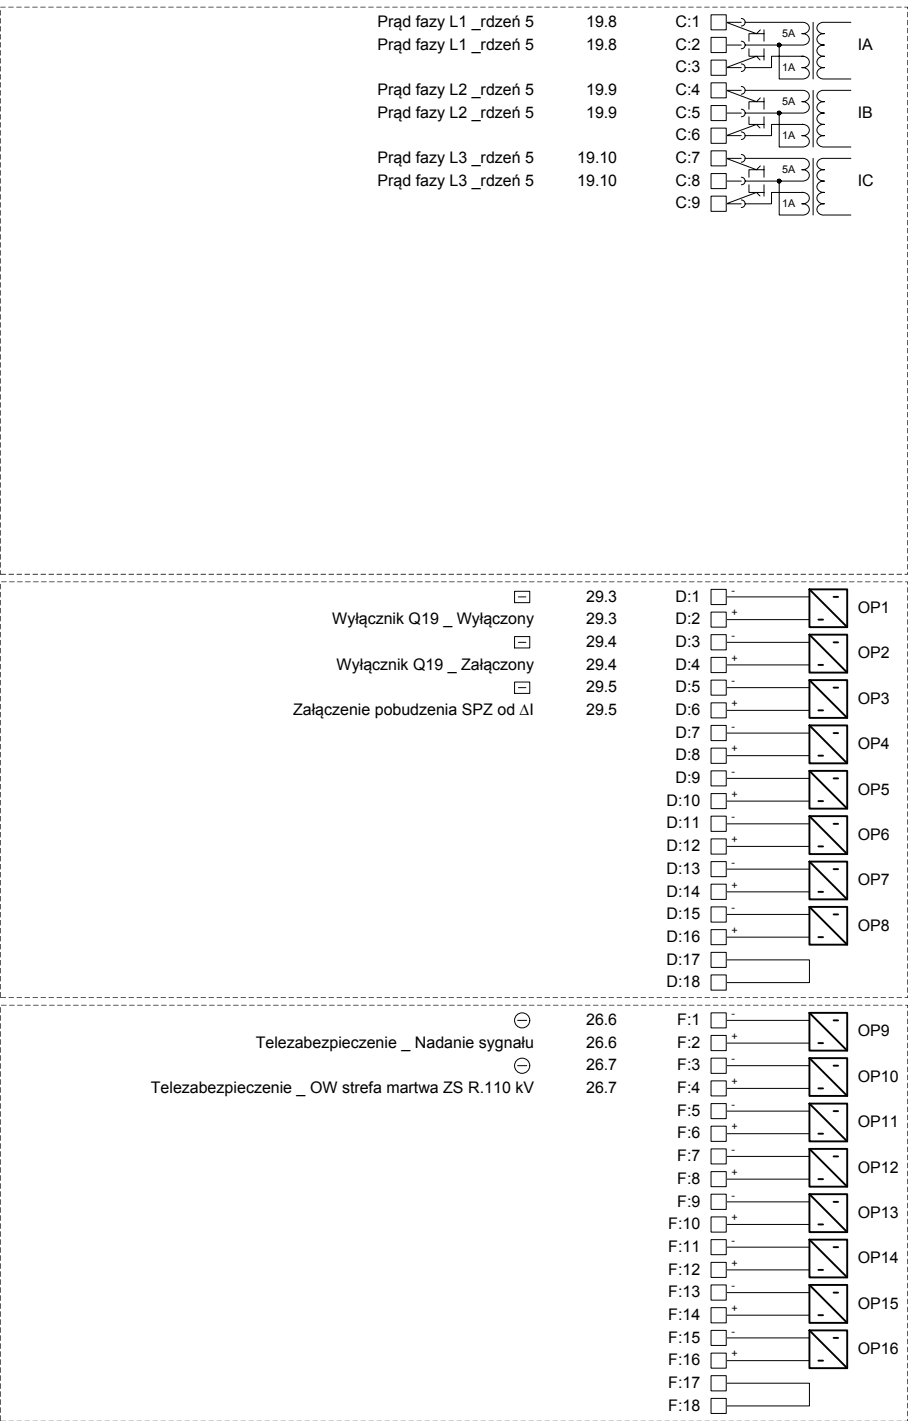 Prąd fazy L1 _rdzeń 5 19.8 C:1 5A
Prąd fazy L1 _rdzeń 5 19.8 C:2 IA
C:3 1A
Prąd fazy L2 _rdzeń 5 19.9 C:4 5A
Prąd fazy L2 _rdzeń 5 19.9 C:5 IB
C:6 1A
Prąd fazy L3 _rdzeń 5 19.10 C:7 5A
Prąd fazy L3 _rdzeń 5 19.10 C:8 IC
C:9 1A
29.3 D:1 - OP1
Wyłącznik Q19 _ Wyłączony 29.3 D:2 +
29.4 D:3 - OP2
Wyłącznik Q19 _ Załączony 29.4 D:4 +
29.5 D:5 - OP3
Załączenie pobudzenia SPZ od ΔI 29.5 D:6 +
D:7 - OP4
D:8 +
D:9 - OP5
D:10 +
D:11 - OP6
D:12 +
D:13 - OP7
D:14 +
D:15 - OP8
D:16 +
D:17
D:18
26.6 F:1 - OP9
Telezabezpieczenie _ Nadanie sygnału 26.6 F:2 +
26.7 F:3 - OP10
Telezabezpieczenie _ OW strefa martwa ZS R.110 kV 26.7 F:4 +
F:5 - OP11
F:6 +
F:7 - OP12
F:8 +
F:9 - OP13
F:10 +
F:11 - OP14
F:12 +
F:13 - OP15
F:14 +
F:15 - OP16
F:16 +
F:17
F:18